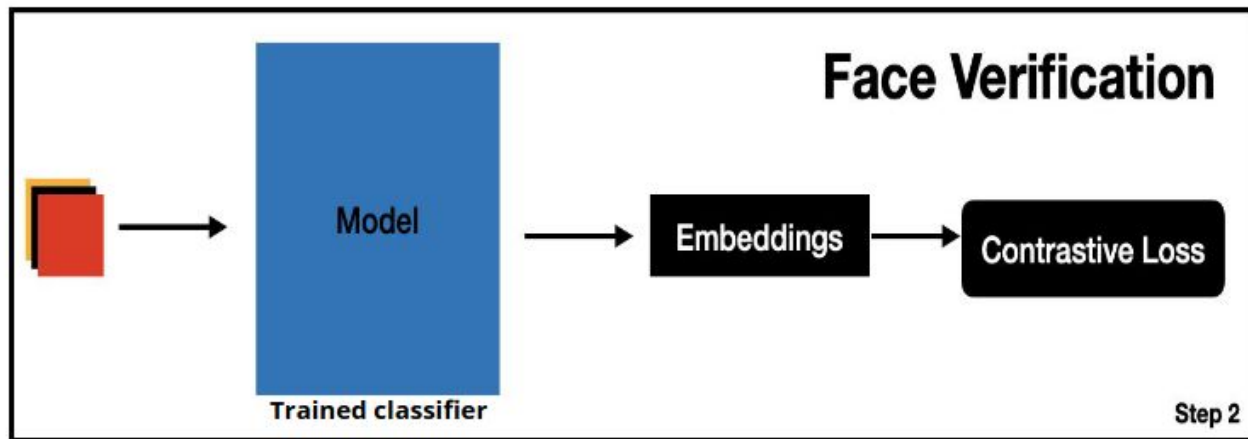 Face Verification
Model
Embeddings
Contrastive Loss
Trained classifier
Step 2